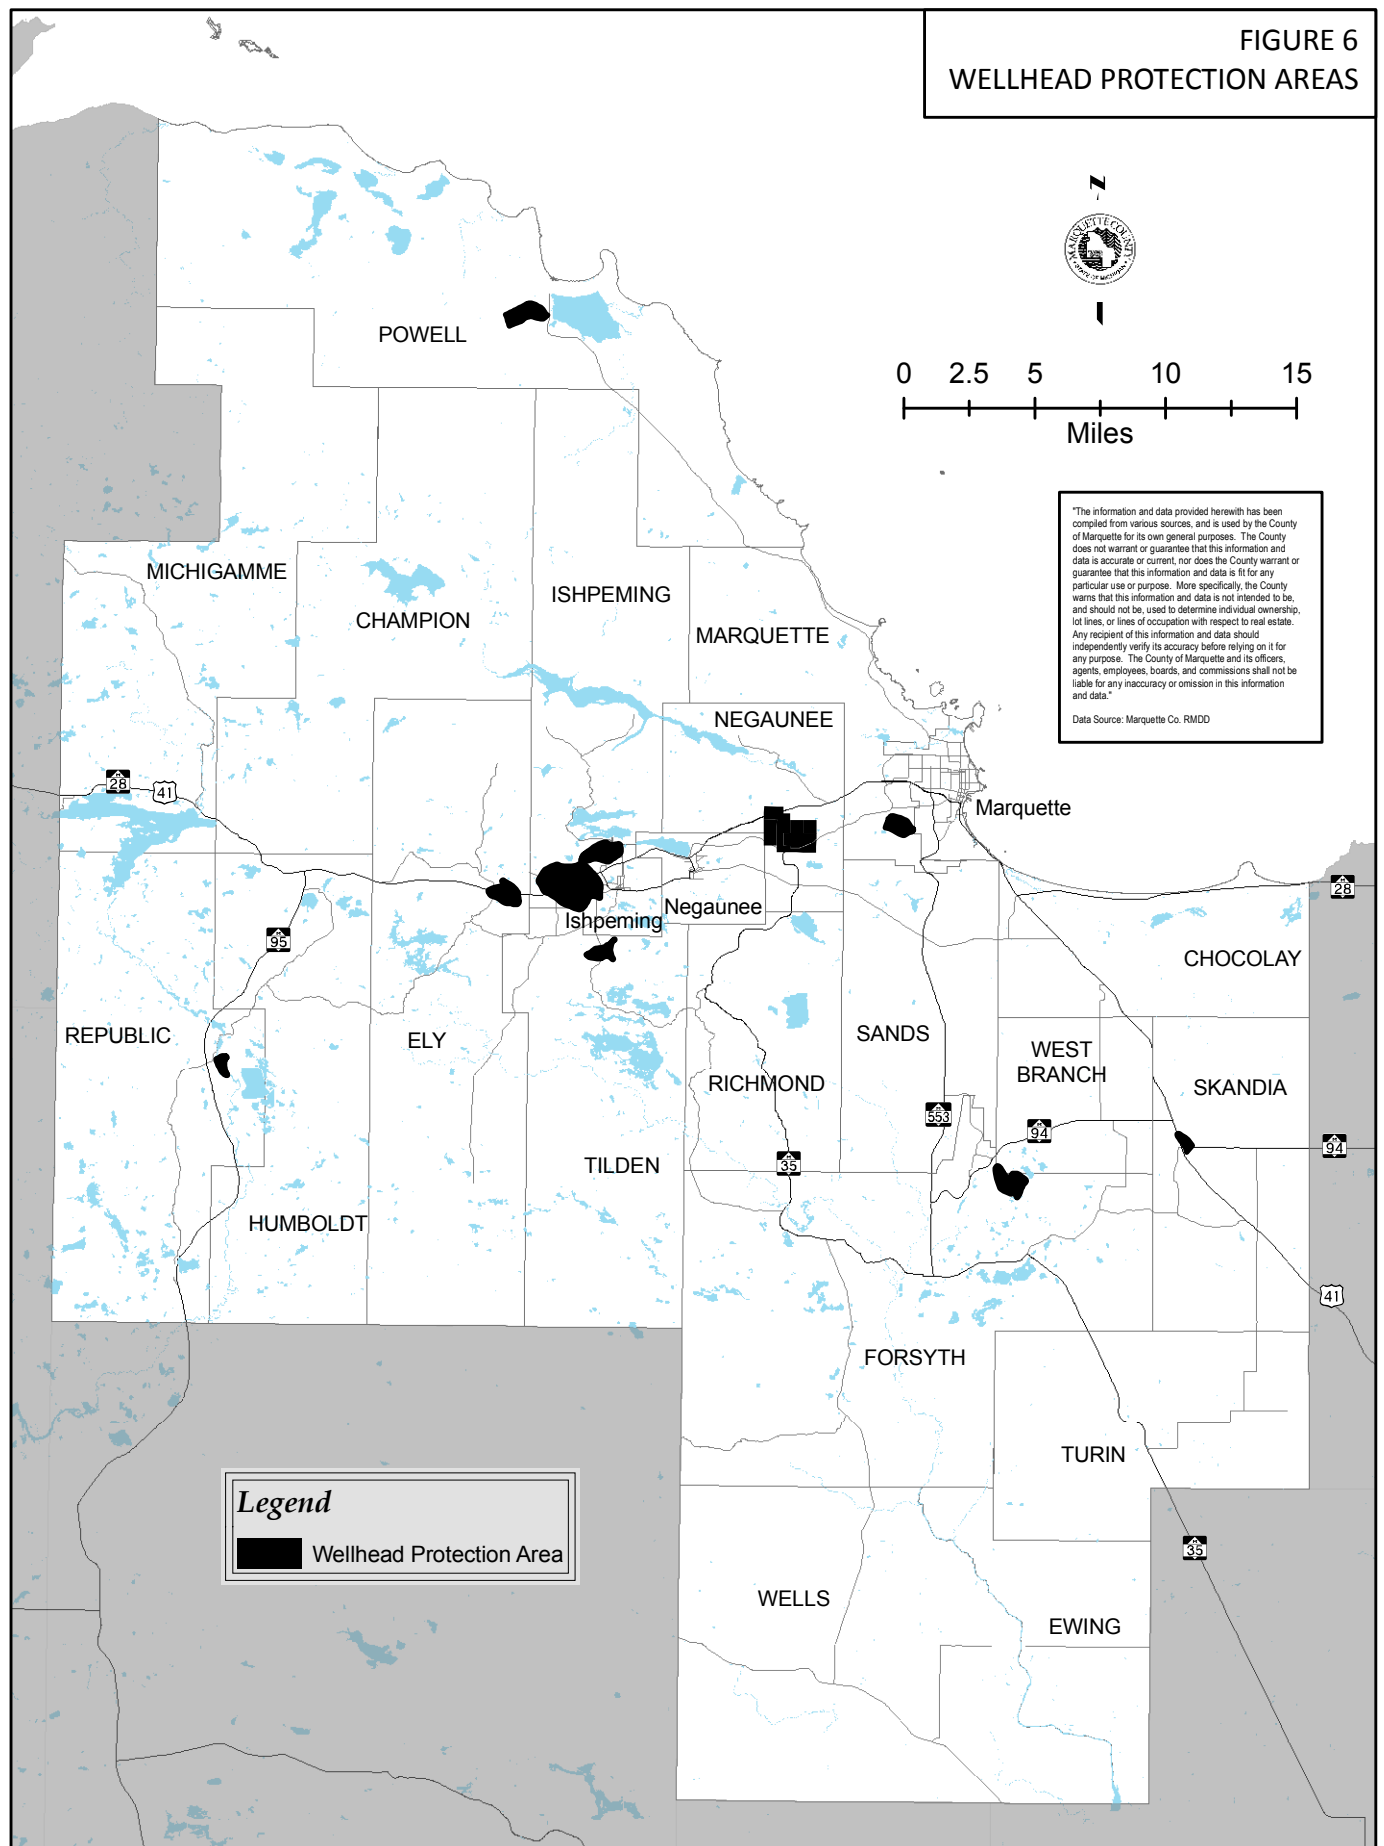 FIGURE 6
WELLHEAD PROTECTION AREAS
N
MARQUETTE COUNTY
STATE OF MICHIGAN
0 2.5 5 10 15
Miles
"The information and data provided herewith has been
compiled from various sources, and is used by the County
of Marquette for its own general purposes. The County
does not warrant or guarantee that this information and
data is accurate or current, nor does the County warrant or
guarantee that this information and data is fit for any
particular use or purpose. More specifically, the County
warns that this information and data is not intended to be,
and should not be, used to determine individual ownership,
lot lines, or lines of occupation with respect to real estate.
Any recipient of this information and data should
independently verify its accuracy before relying on it for
any purpose. The County of Marquette and its officers,
agents, employees, boards, and commissions shall not be
liable for any inaccuracy or omission in this information
and data."
Data Source: Marquette Co. RMDD
POWELL
MICHIGAMME
ISHPEMING
CHAMPION
MARQUETTE
NEGAUNEE
M 28
41
Marquette
M 28
Negaunee
Ishpeming
M 95
CHOCOLAY
REPUBLIC
ELY
SANDS
WEST
BRANCH
RICHMOND
SKANDIA
M 553
M 94
M 94
TILDEN
M 35
HUMBOLDT
41
FORSYTH
TURIN
Legend
Wellhead Protection Area
M 35
WELLS
EWING